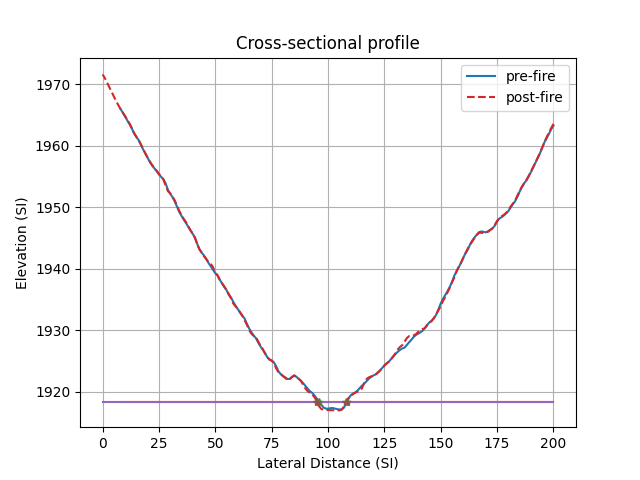 Cross-sectional profile
pre-fire
post-fire
Elevation (SI)
1970
1960
1950
1940
1930
1920
0 25 50 75 100 125 150 175 200
Lateral Distance (SI)